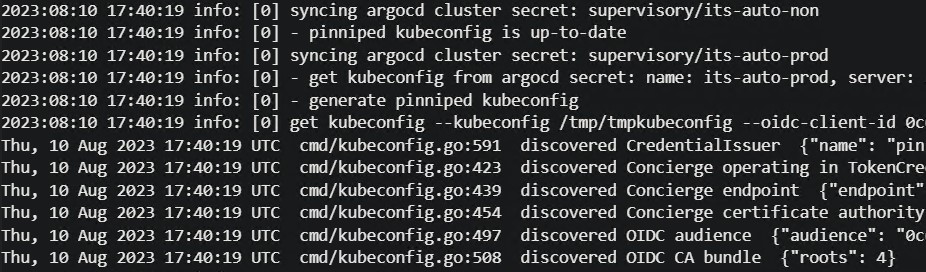 2023:08:10 17:40:19 info: [0] syncing argocd cluster secret: supervisory/its-auto-non
2023:08:10 17:40:19 info: [0] - pinniped kubeconfig is up-to-date
2023:08:10 17:40:19 info: [0] syncing argocd cluster secret: supervisory/its-auto-prod
2023:08:10 17:40:19 info: [0] - get kubeconfig from argocd secret: name: its-auto-prod, server:
2023:08:10 17:40:19 info: [0] - generate pinniped kubeconfig
2023:08:10 17:40:19 info: [0] get kubeconfig --kubeconfig /tmp/tmpkubeconfig --oidc-client-id 0c
Thu, 10 Aug 2023 17:40:19 UTC  cmd/kubeconfig.go:591  discovered CredentialIssuer  {"name": "pin
Thu, 10 Aug 2023 17:40:19 UTC  cmd/kubeconfig.go:423  discovered Concierge operating in TokenCre
Thu, 10 Aug 2023 17:40:19 UTC  cmd/kubeconfig.go:439  discovered Concierge endpoint  {"endpoint"
Thu, 10 Aug 2023 17:40:19 UTC  cmd/kubeconfig.go:454  discovered Concierge certificate authority
Thu, 10 Aug 2023 17:40:19 UTC  cmd/kubeconfig.go:497  discovered OIDC audience  {"audience": "0c
Thu, 10 Aug 2023 17:40:19 UTC  cmd/kubeconfig.go:508  discovered OIDC CA bundle  {"roots": 4}